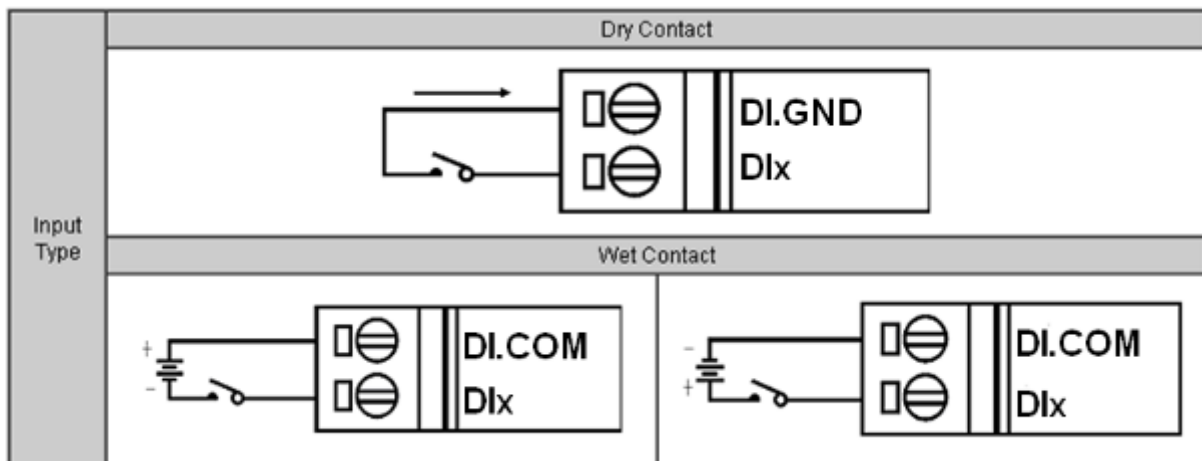 Dry Contact
DI.GND
DIx
Input
Type
Wet Contact
+
-
DI.COM
DIx
-
+
DI.COM
DIx